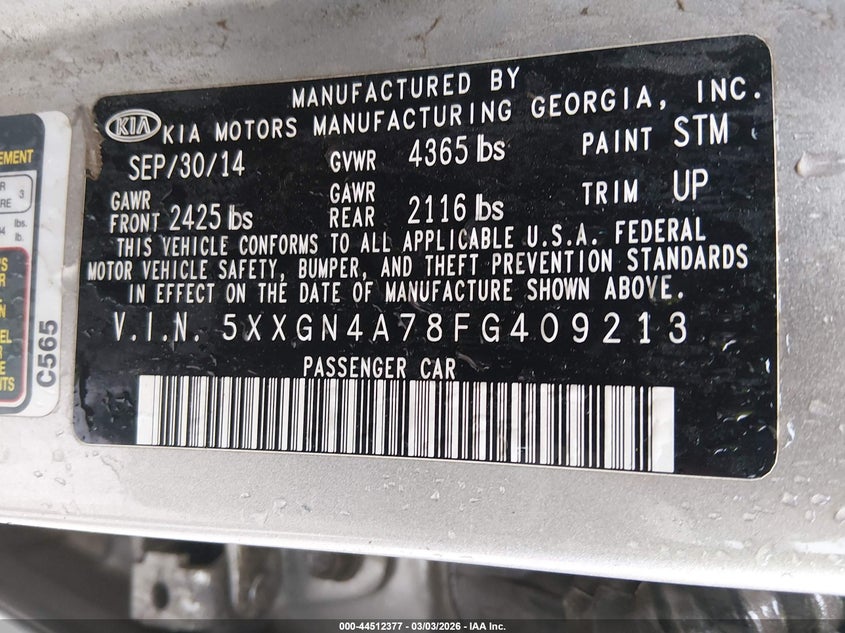 MANUFACTURED BY
KIA KIA MOTORS MANUFACTURING GEORGIA, INC.
SEP/30/14 GVWR 4365 lbs PAINT STM
GAWR FRONT 2425 lbs GAWR REAR 2116 lbs TRIM UP
THIS VEHICLE CONFORMS TO ALL APPLICABLE U.S.A. FEDERAL
MOTOR VEHICLE SAFETY, BUMPER, AND THEFT PREVENTION STANDARDS
IN EFFECT ON THE DATE OF MANUFACTURE SHOWN ABOVE.
V.I.N. 5XXGN4A78FG409213
PASSENGER CAR
C565
000-44512377 - 03/03/2026 - IAA Inc.